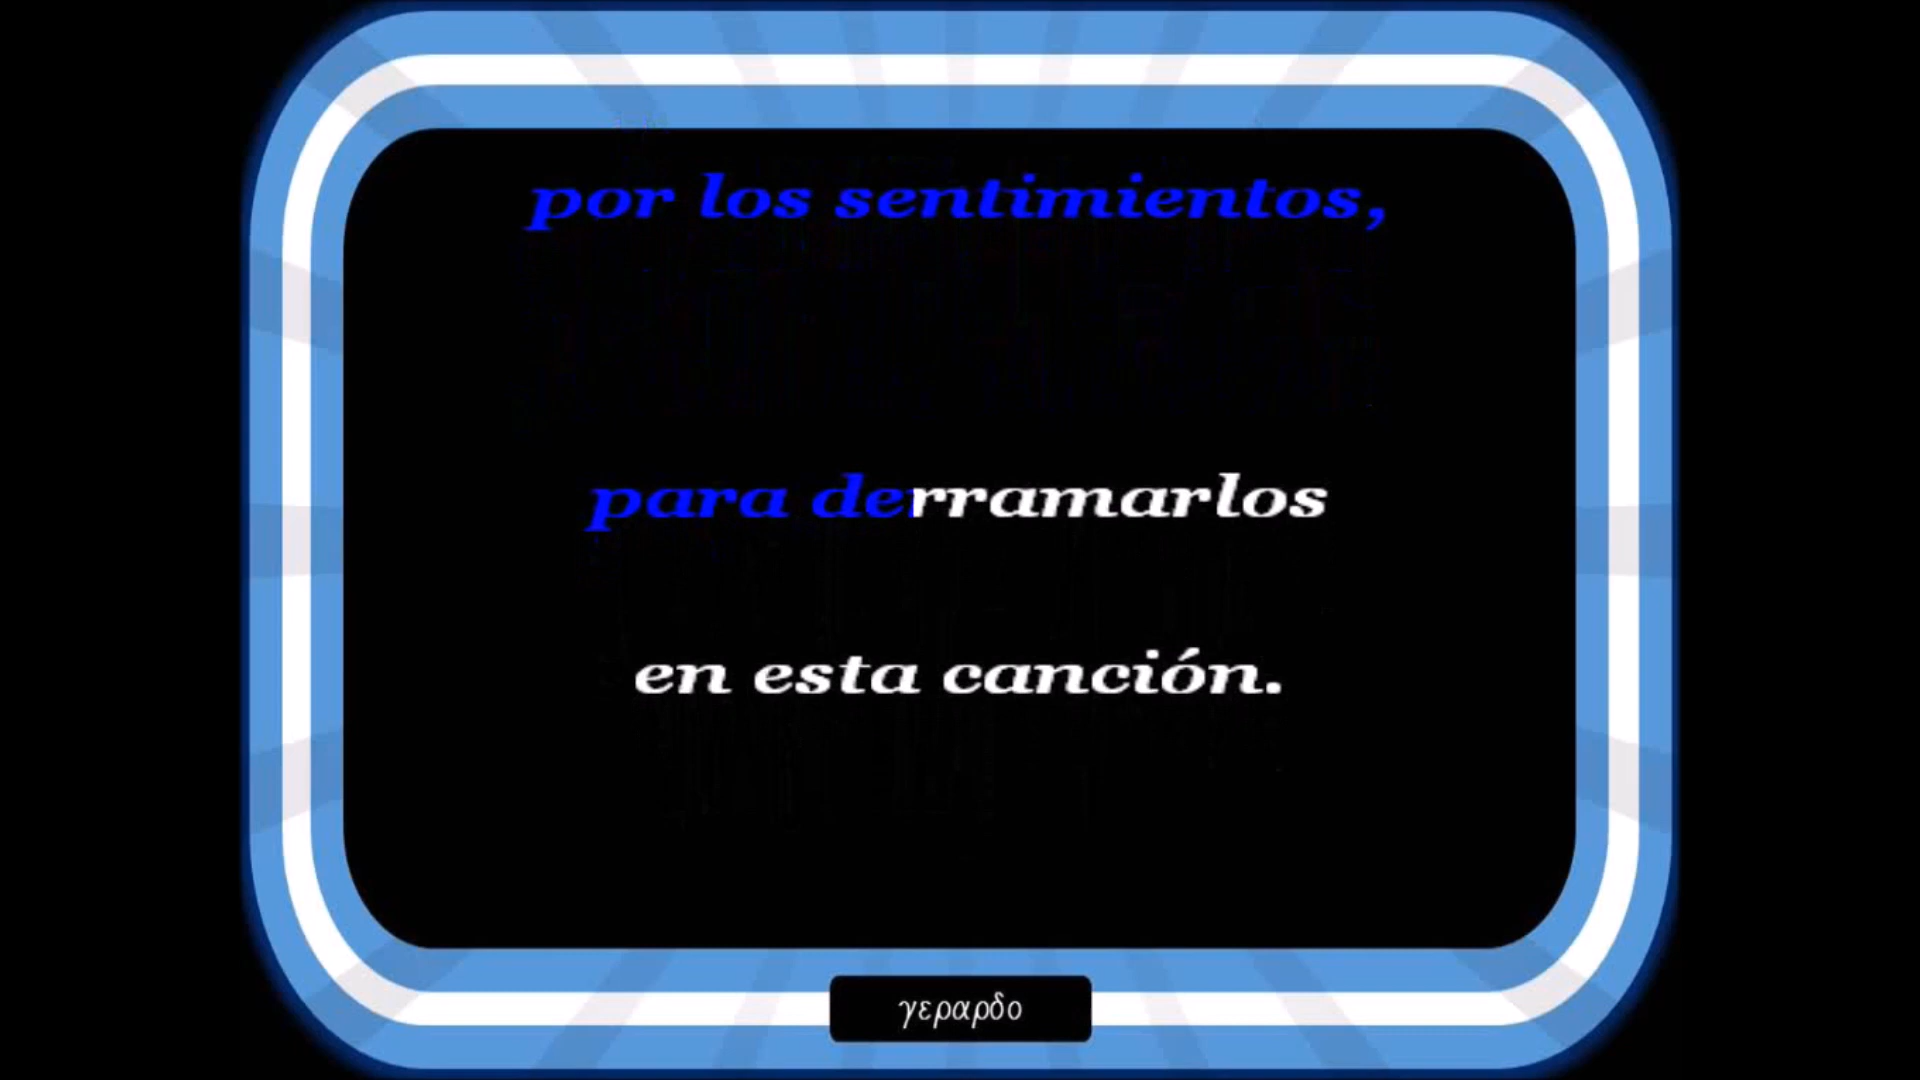 por los sentimientos,
para derramarlos
en esta canción.
γεραρδο